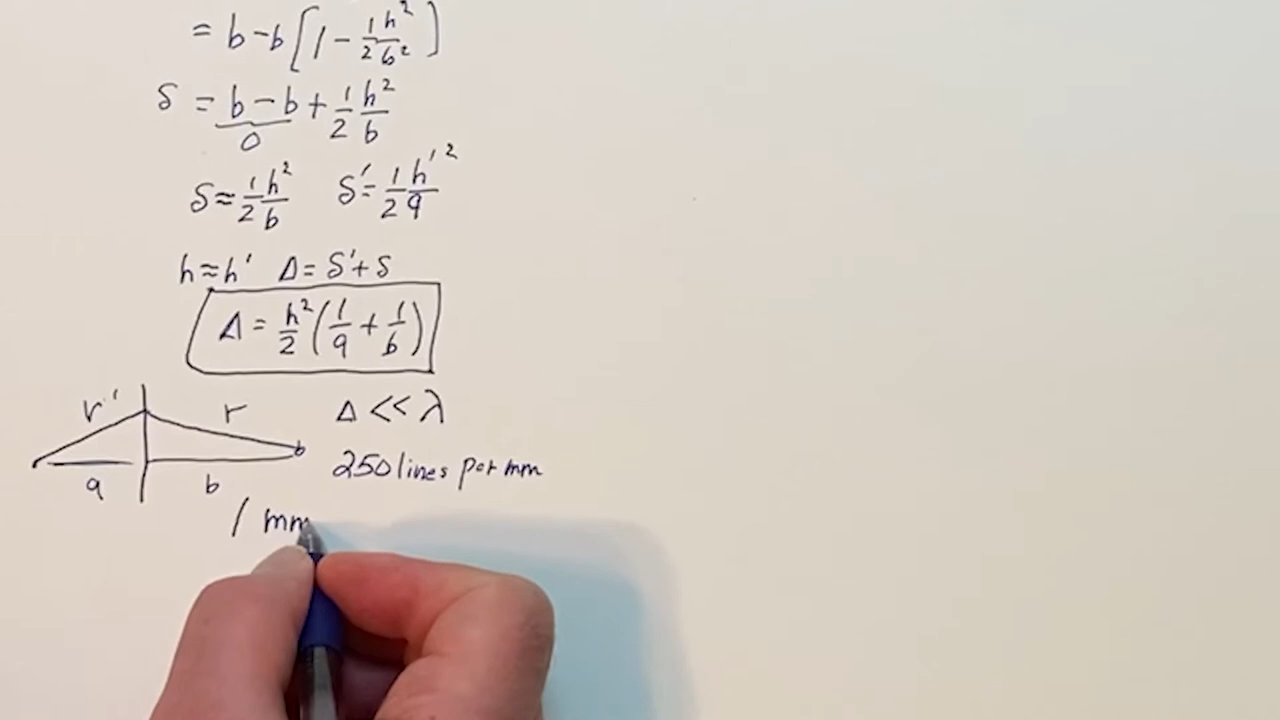 = b - b [1 - 1/2 h²/b²]
δ = b - b + 1/2 h²/b
0
δ ≈ 1/2 h²/b δ' = 1/2 h'²/a
h ≈ h' Δ = δ' + δ
Δ = h²/2 (1/a + 1/b)
r' r Δ << λ
a b 250 lines per mm
1 mm